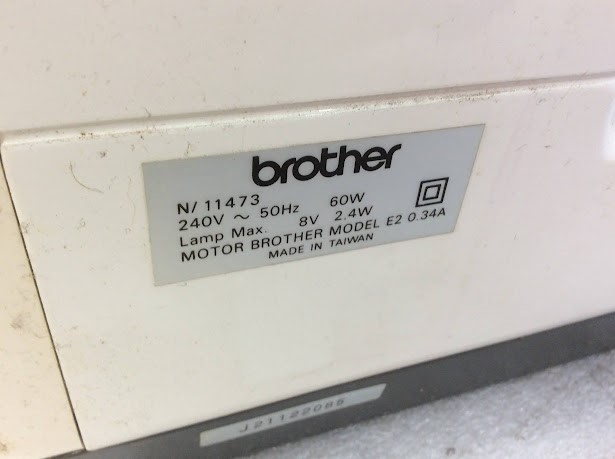 brother
N/ 11473
240V ~ 50Hz 60W
Lamp Max. 8V 2.4W
MOTOR BROTHER MODEL E2 0.34A
MADE IN TAIWAN
J21122085